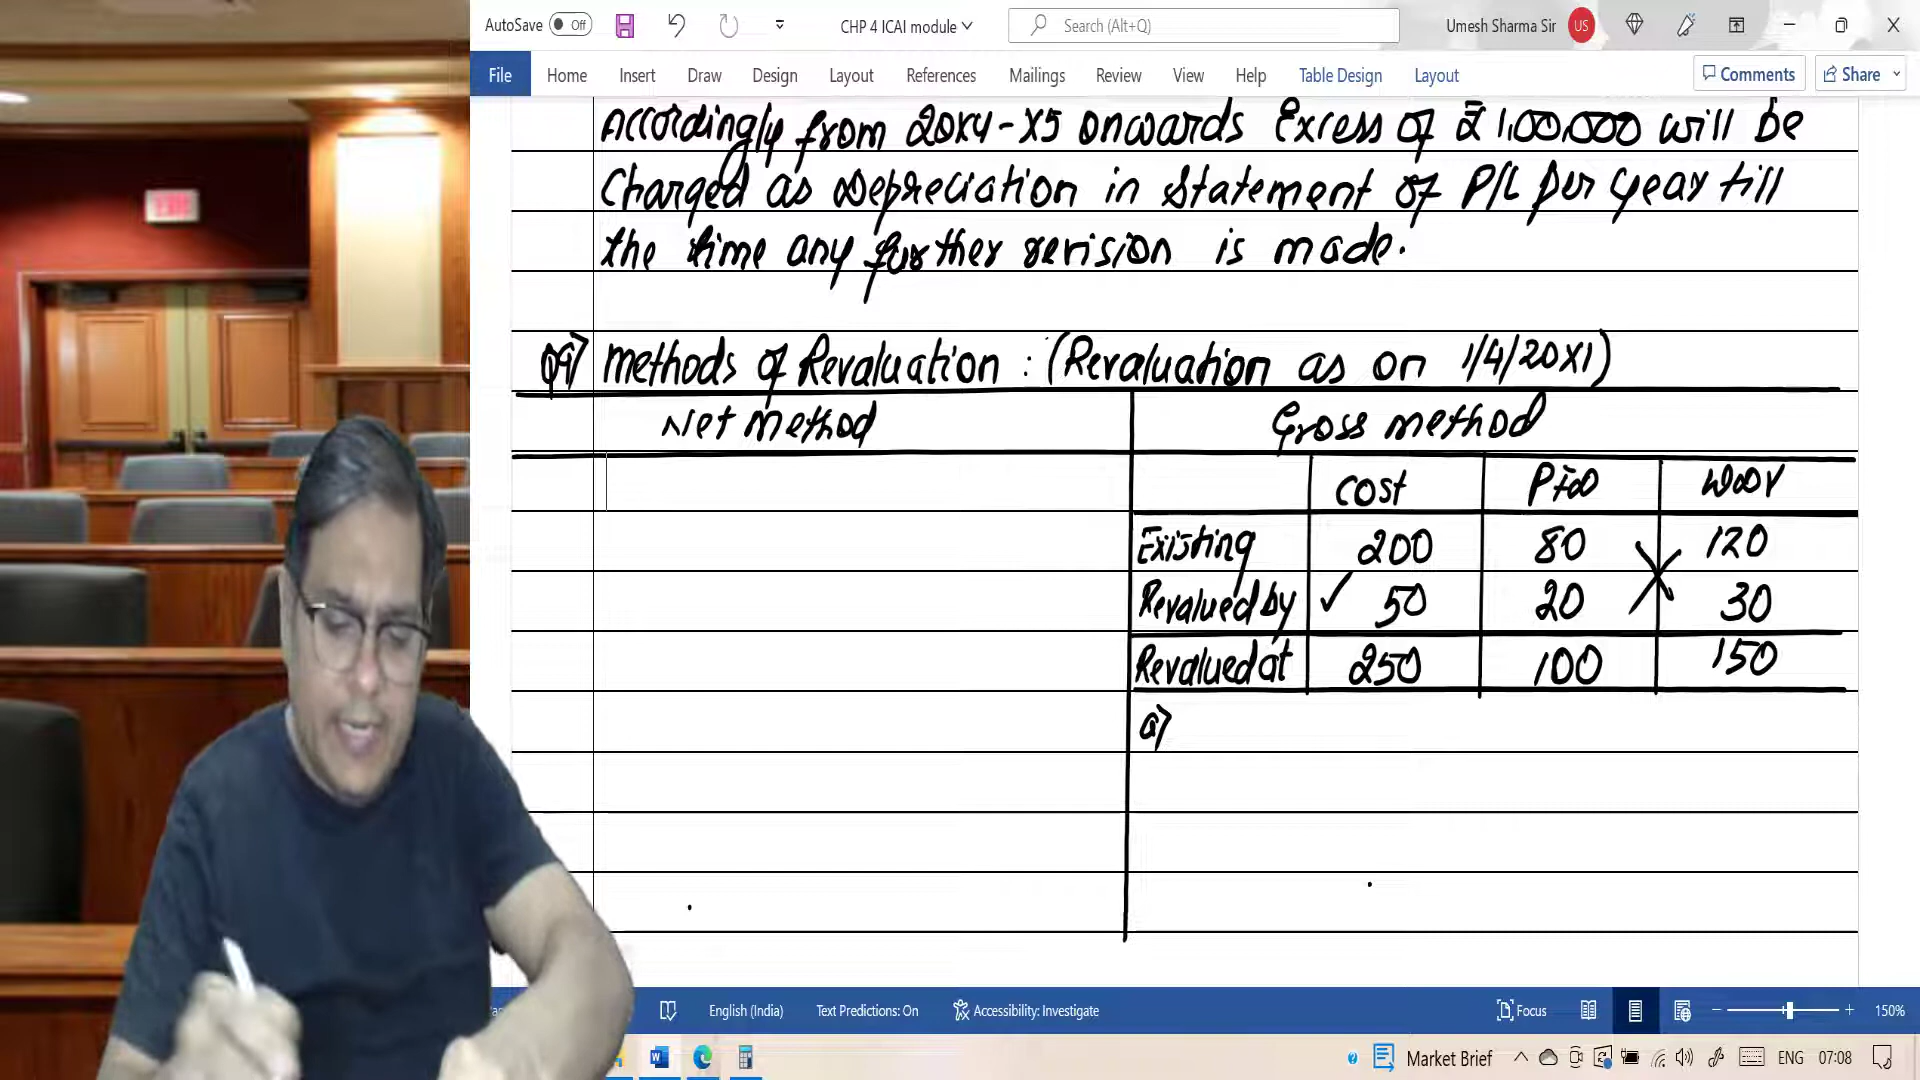 AutoSave Off
CHP 4 ICAI module
Search (Alt+Q)
Umesh Sharma Sir US
File Home Insert Draw Design Layout References Mailings Review View Help Table Design Layout
Comments Share
Accordingly from 20X4-X5 onwards Excess of ₹ 1,00,000 will be
Charged as Depreciation in Statement of P/L per year till
the time any further revision is made.
Q9> Methods of Revaluation : (Revaluation as on 1/4/20X1)
Net Method Gross method
Cost PFD WDV
Existing 200 80 120
Revalued by ✓ 50 20 30
Revalued at 250 100 150
a>
English (India) Text Predictions: On Accessibility: Investigate
Focus 150%
Market Brief ENG 07:08